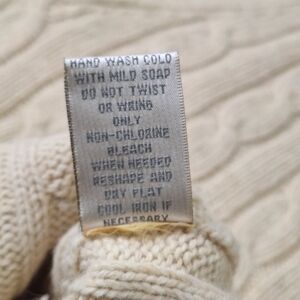 HAND WASH COLD
WITH MILD SOAP
DO NOT TWIST
OR WRING
ONLY
NON-CHLORINE
BLEACH
WHEN NEEDED
RESHAPE AND
DRY FLAT
COOL IRON IF
NECESSARY